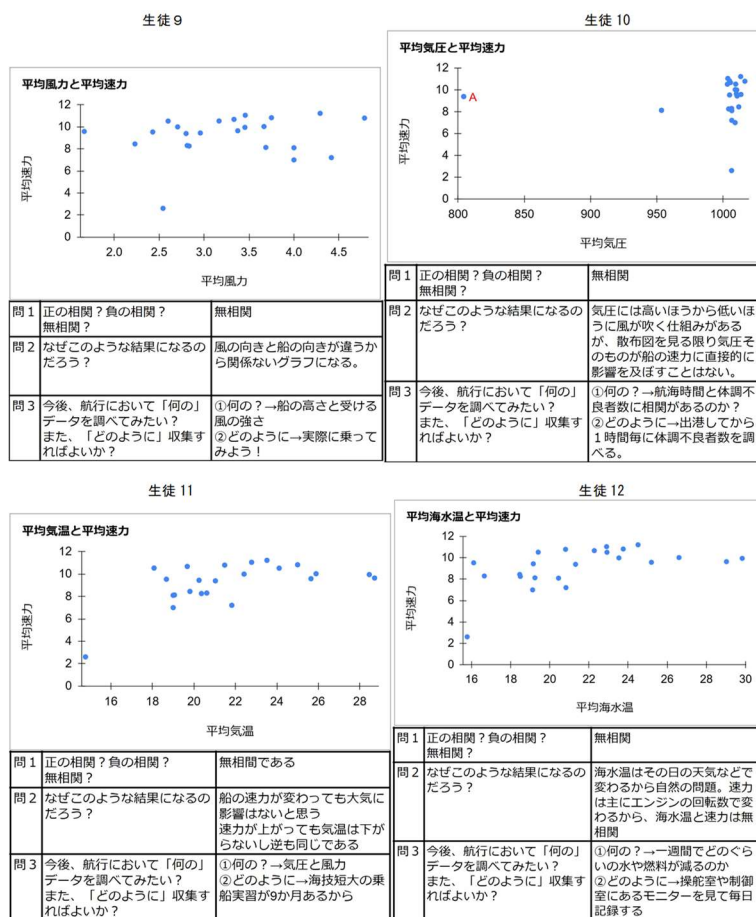 生徒９
平均風力と平均速力
12
10
8
6
4
2
0
平均速力
2.0 2.5 3.0 3.5 4.0 4.5
平均風力
問１ 正の相関？負の相関？
無相関？
無相関
問２ なぜこのような結果になるの
だろう？
風の向きと船の向きが違うか
ら関係ないグラフになる。
問３ 今後、航行において「何の」
データを調べてみたい？
また、「どのように」収集す
ればよいか？
①何の？→船の高さと受ける
風の強さ
②どのように→実際に乗って
みよう！
生徒 10
平均気圧と平均速力
12
10
8
6
4
2
0
平均速力
A
800 850 900 950 1000
平均気圧
問１ 正の相関？負の相関？
無相関？
無相関
問２ なぜこのような結果になるの
だろう？
気圧には高いほうから低いほ
うに風が吹く仕組みがある
が、散布図を見る限り気圧そ
のものが船の速力に直接的に
影響を及ぼすことはない。
問３ 今後、航行において「何の」
データを調べてみたい？
また、「どのように」収集す
ればよいか？
①何の？→航海時間と体調不
良者数に相関があるのか？
②どのように→出港してから
１時間毎に体調不良者数を調
べる。
生徒 11
平均気温と平均速力
12
10
8
6
4
2
0
平均速力
16 18 20 22 24 26 28
平均気温
問１ 正の相関？負の相関？
無相関？
無相間である
問２ なぜこのような結果になるの
だろう？
船の速力が変わっても大気に
影響はないと思う
速力が上がっても気温は下が
らないし逆も同じである
問３ 今後、航行において「何の」
データを調べてみたい？
また、「どのように」収集す
ればよいか？
①何の？→気圧と風力
②どのように→海技短大の乗
船実習が9か月あるから
生徒 12
平均海水温と平均速力
12
10
8
6
4
2
0
平均速力
16 18 20 22 24 26 28 30
平均海水温
問１ 正の相関？負の相関？
無相関？
無相関
問２ なぜこのような結果になるの
だろう？
海水温はその日の天気などで
変わるから自然の問題。速力
は主にエンジンの回転数で変
わるから、海水温と速力は無
相関
問３ 今後、航行において「何の」
データを調べてみたい？
また、「どのように」収集す
ればよいか？
①何の？→一週間でどのぐら
いの水や燃料が減るのか
②どのように→操舵室や制御
室にあるモニターを見て毎日
記録する